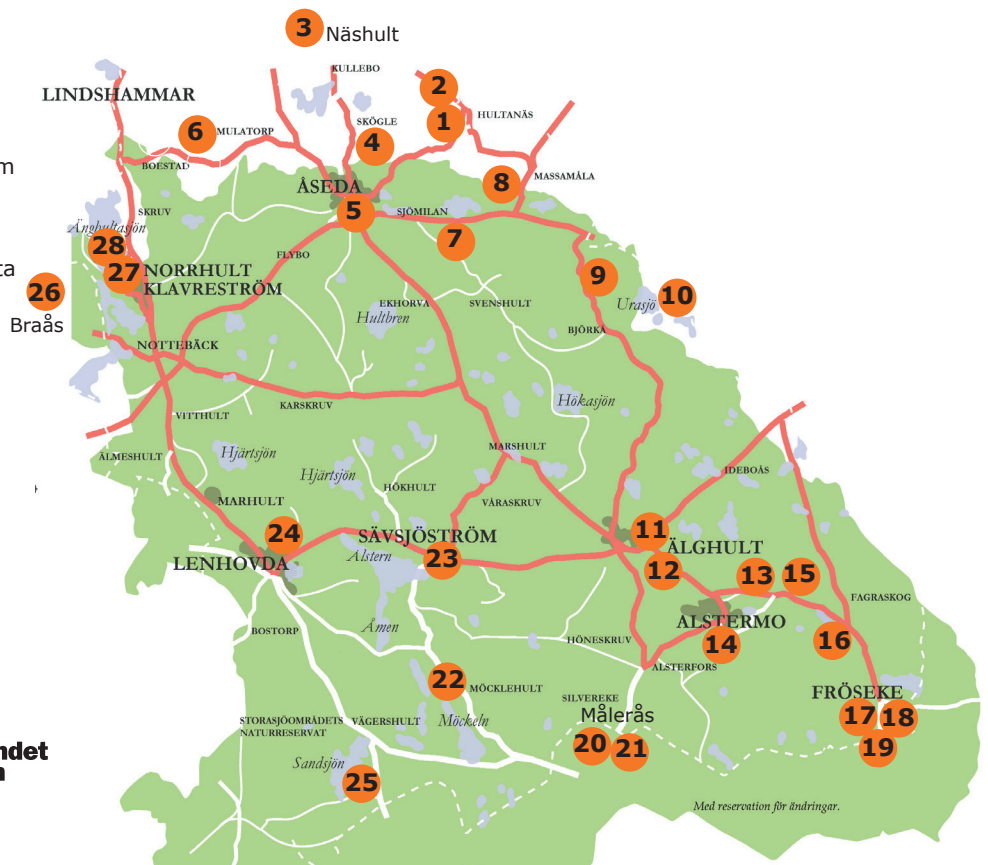 3 Näshult
KULLEBO
LINDSHAMMAR
2
HULTANÄS
1
6
MULATORP
SKÖGLE
4
m
BOESTAD
ÅSEDA
8
MASSAMÅLA
SKRUV
5
SJÖMILAN
Änghultasjön
28
FLYBO
7
ta
27
NORRHULT
KLAVRESTRÖM
9
26
Braås
EKHORVA
SVENSHULT
Urasjö
10
Hultbren
BJÖRKA
NOTTEBÄCK
KARSKRUV
Hökasjön
VITTHULT
ÄLMESHULT
Hjärtsjön
MARSHULT
Hjärtsjön
IDEBOÅS
HÖKHULT
MARHULT
VÅRASKRUV
24
SÄVSJÖSTRÖM
11
ÄLGHULT
LENHOVDA
Alstern
23
12
13
15
FAGRASKOG
ALSTERMO
BOSTORP
Åmen
HÖNESKRUV
14
16
ALSTERFORS
22
MÖCKLEHULT
SILVEREKE
FRÖSEKE
Målerås
17
18
STORASJÖOMRÅDETS
NATURRESERVAT
VÄGERSHULT
Möckeln
20
21
19
ndet
n
Sandsjön
25
Med reservation för ändringar.